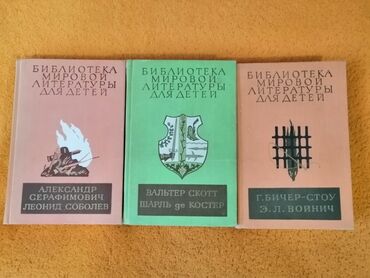 БИБЛИОТЕКА
МИРОВОЙ
ЛИТЕРАТУРЫ
ДЛЯ ДЕТЕЙ
АЛЕКСАНДР
СЕРАФИМОВИЧ
ЛЕОНИД СОБОЛЕВ
БИБЛИОТЕКА
МИРОВОЙ
ЛИТЕРАТУРЫ
ДЛЯ ДЕТЕЙ
ВАЛЬТЕР СКОТТ
ШАРЛЬ де КОСТЕР
БИБЛИОТЕКА
МИРОВОЙ
ЛИТЕРАТУРЫ
ДЛЯ ДЕТЕЙ
Г. БИЧЕР-СТОУ
Э. Л. ВОЙНИЧ